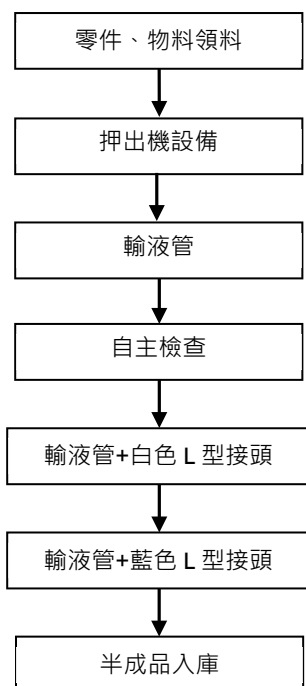 零件、物料領料
押出機設備
輸液管
自主檢查
輸液管+白色 L 型接頭
輸液管+藍色 L 型接頭
半成品入庫